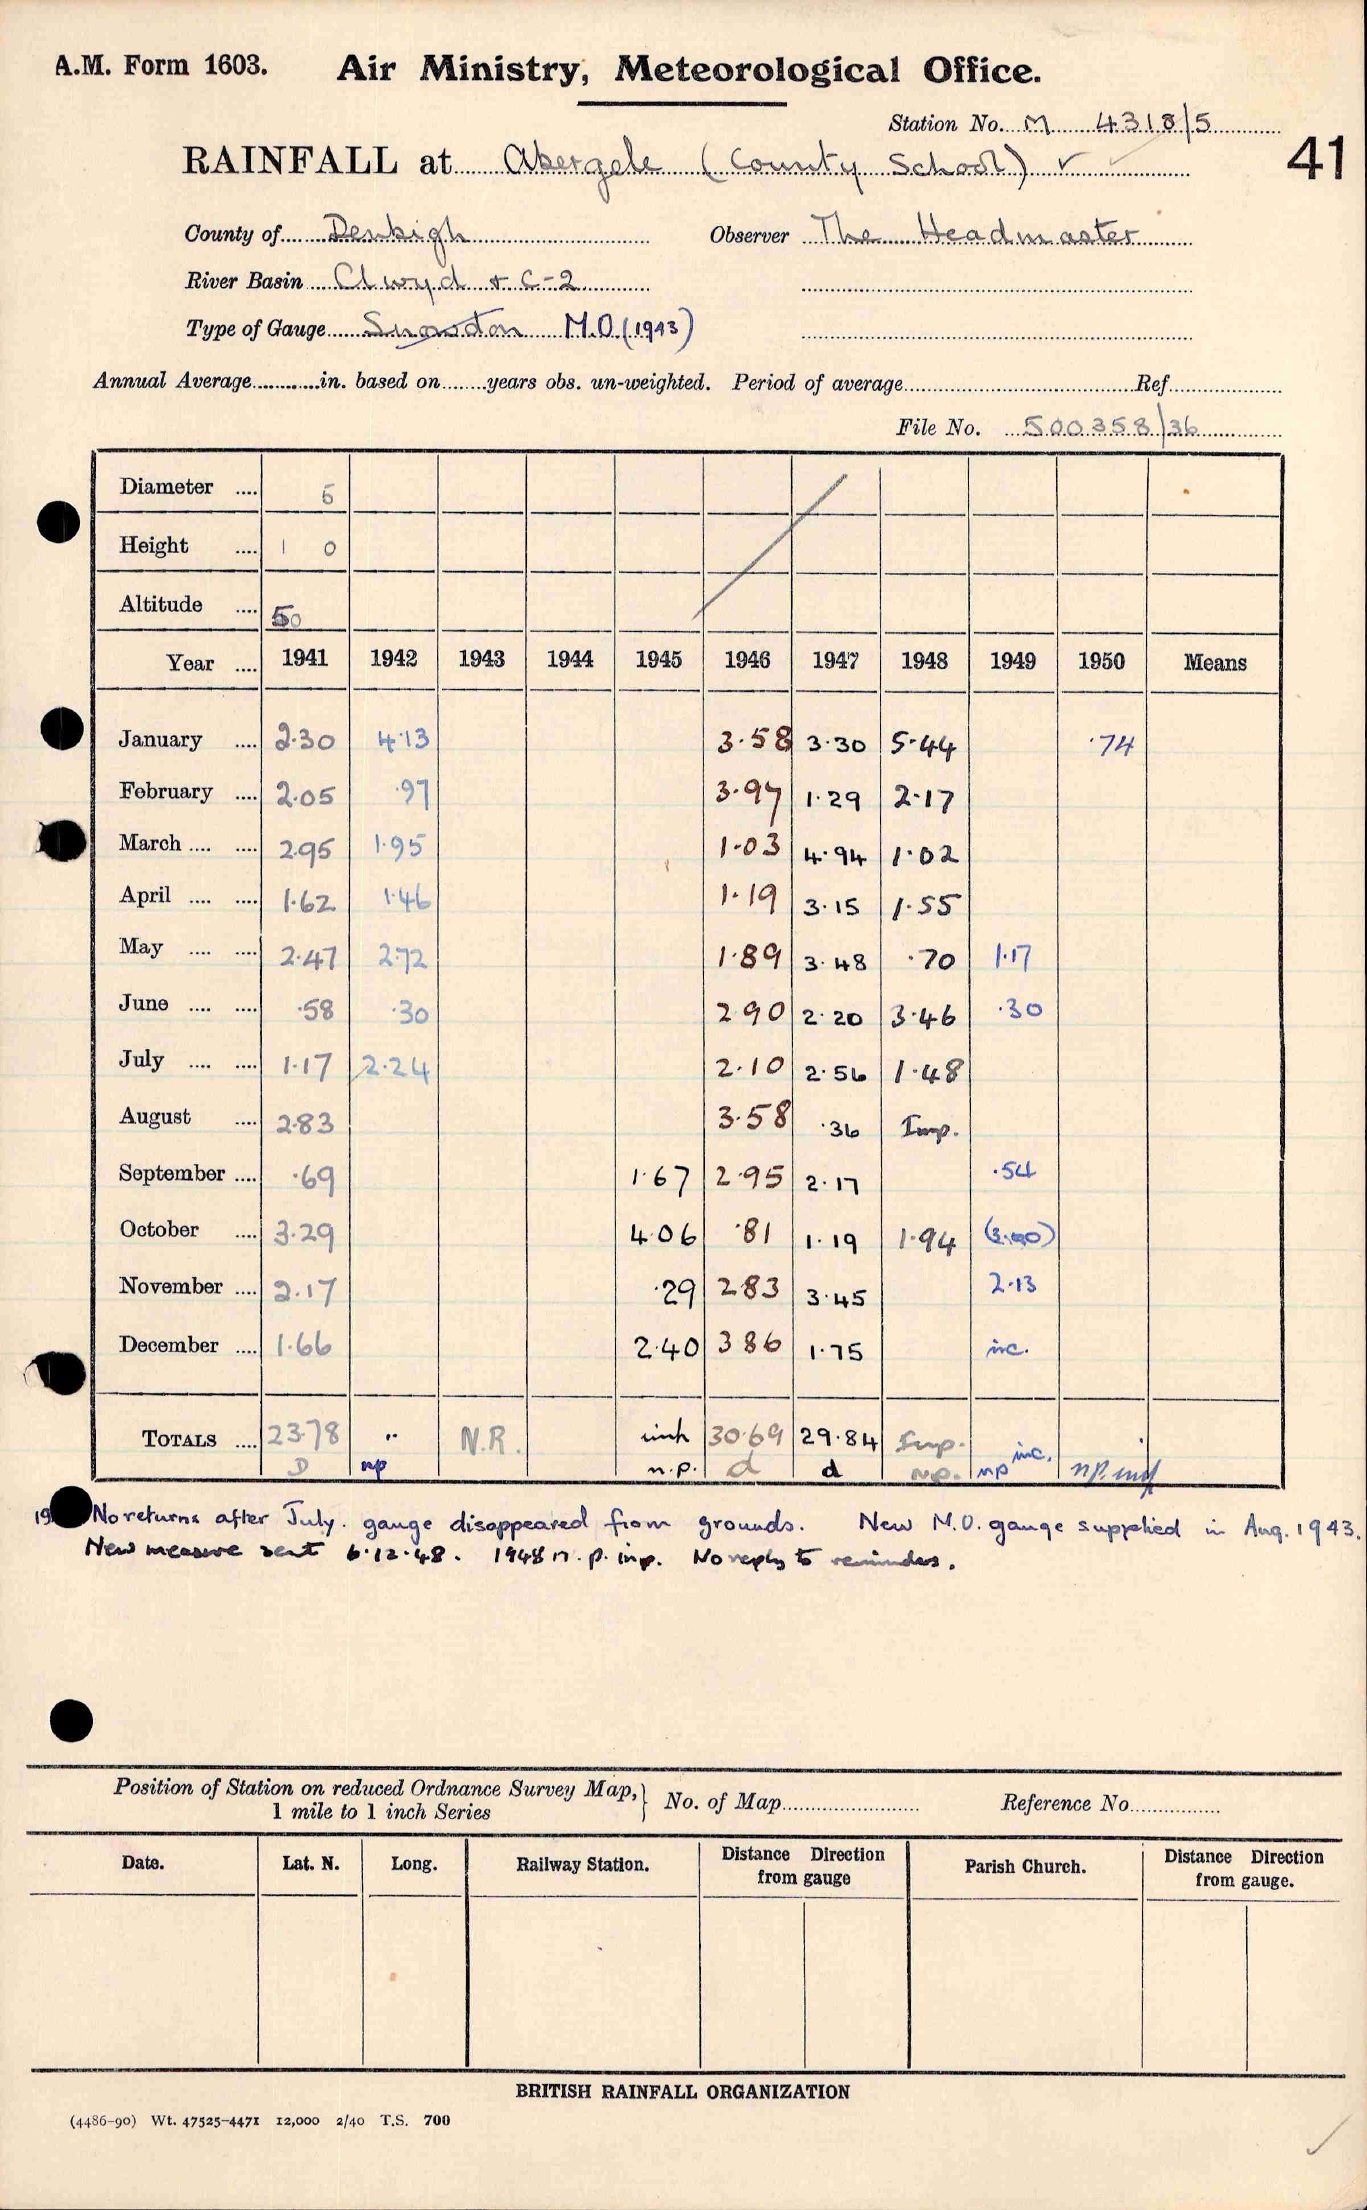 A.M. Form 1603. Air Ministry, Meteorological Office.
Station No. M 4318/5
41
RAINFALL at Abergele (County School) ✓
County of Denbigh Observer The Headmaster
River Basin Clwyd + C-2
Type of Gauge Snowdon M.O (1943)
Annual Average in. based on years obs. un-weighted. Period of average Ref
File No. 500358/36
Diameter .... 5
Height .... 1 0
Altitude .... 50
Year .... 1941 1942 1943 1944 1945 1946 1947 1948 1949 1950 Means
January .... 2.30 4.13 3.58 3.30 5.44 .74
February .... 2.05 .97 3.97 1.29 2.17
March .... .... 2.95 1.95 1.03 4.94 1.02
April .... .... 1.62 1.46 1.19 3.15 1.55
May .... .... 2.47 2.72 1.89 3.48 .70 1.17
June .... .... .58 .30 2.90 2.20 3.46 .30
July .... .... 1.17 2.24 2.10 2.56 1.48
August .... 2.83 3.58 .36 Imp.
September .... .69 1.67 2.95 2.17 .54
October .... 3.29 4.06 .81 1.19 1.94
November .... 2.17 .29 2.83 3.45 2.13
December .... 1.66 2.40 3 86 1.75 inc.
TOTALS .... 23.78 .. N.R. 30.69 29.84 Imp. inc.
D np n.p. d d n.p. np np.
No returns after July. gauge disappeared from grounds. New M.O. gauge supplied in Aug. 1943.
New measure sent 6.12.48. 1948 n.p. imp. No reply to reminders.
Position of Station on reduced Ordnance Survey Map, } No. of Map Reference No.
1 mile to 1 inch Series
Date. Lat. N. Long. Railway Station. Distance Direction from gauge Parish Church. Distance Direction from gauge.
BRITISH RAINFALL ORGANIZATION
(4486-90) Wt. 47525-4471 12,000 2/40 T.S. 700